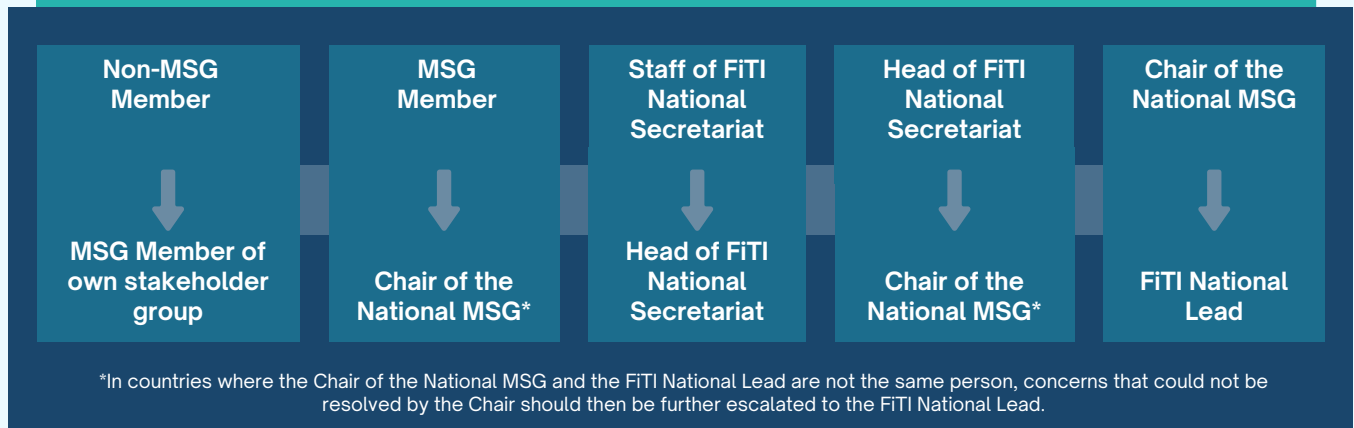 Non-MSG
Member
MSG Member of
own stakeholder
group
MSG
Member
Chair of the
National MSG*
Staff of FiTI
National
Secretariat
Head of FiTI
National
Secretariat
Head of FiTI
National
Secretariat
Chair of the
National MSG*
Chair of the
National MSG
FiTI National
Lead
*In countries where the Chair of the National MSG and the FiTI National Lead are not the same person, concerns that could not be
resolved by the Chair should then be further escalated to the FiTI National Lead.